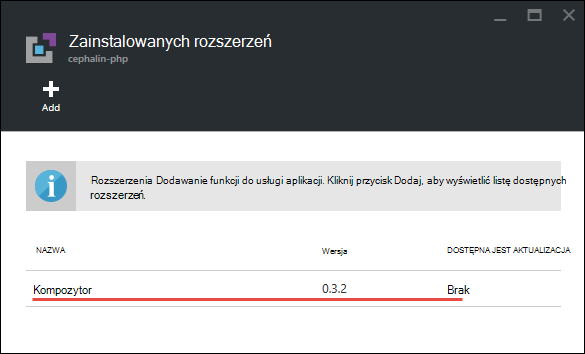 Zainstalowanych rozszerzeń
cephalin-php
Add
Rozszerzenia Dodawanie funkcji do usługi aplikacji. Kliknij przycisk Dodaj, aby wyświetlić listę dostępnych
rozszerzeń.
NAZWA Wersja DOSTĘPNA JEST AKTUALIZACJA
Kompozytor 0.3.2 Brak